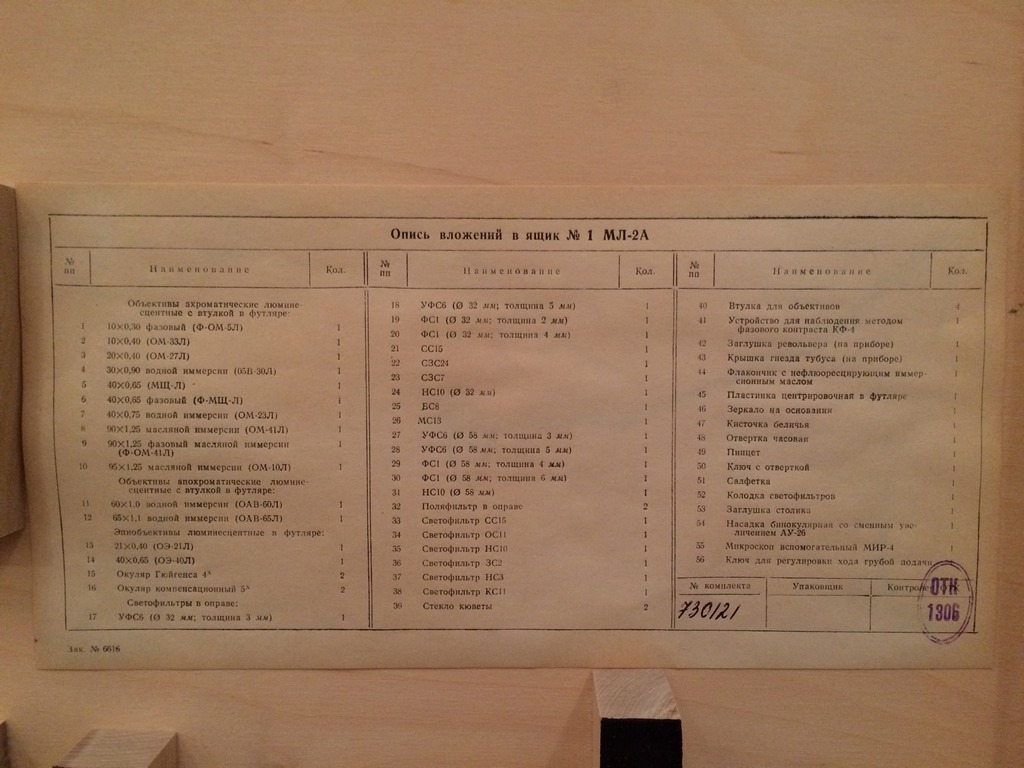 Опись вложений в ящик № 1 МЛ-2А
№ пп Наименование Кол.
Объективы ахроматические люмине-
сцентные с втулкой в футляре:
1 10×0,30 фазовый (Ф-ОМ-5Л) 1
2 10×0,40 (ОМ-33Л) 1
3 20×0,40 (ОМ-27Л) 1
4 30×0,90 водной иммерсии (05В-30Л) 1
5 40×0,65 (МЩ-Л) 1
6 40×0,65 фазовый (Ф-МЩ-Л) 1
7 40×0,75 водной иммерсии (ОМ-23Л) 1
8 90×1,25 масляной иммерсии (ОМ-41Л) 1
9 90×1,25 фазовый масляной иммерсии 1
(Ф-ОМ-41Л)
10 95×1,25 масляной иммерсии (ОМ-10Л) 1
Объективы апохроматические люмине-
сцентные с втулкой в футляре:
11 60×1,0 водной иммерсии (ОАВ-60Л) 1
12 65×1,1 водной иммерсии (ОАВ-65Л) 1
Эпиобъективы люминесцентные в футляре:
13 21×0,40 (ОЭ-21Л) 1
14 40×0,65 (ОЭ-40Л) 1
15 Окуляр Гюйгенса 4ˣ 2
16 Окуляр компенсационный 5ˣ 2
Светофильтры в оправе:
17 УФС6 (Ø 32 мм; толщина 3 мм) 1
№ пп Наименование Кол.
18 УФС6 (Ø 32 мм; толщина 5 мм) 1
19 ФС1 (Ø 32 мм; толщина 2 мм) 1
20 ФС1 (Ø 32 мм; толщина 4 мм) 1
21 СС15 1
22 СЗС24 1
23 СЗС7 1
24 НС10 (Ø 32 мм) 1
25 БС8 1
26 МС13 1
27 УФС6 (Ø 58 мм; толщина 3 мм) 1
28 УФС6 (Ø 58 мм; толщина 5 мм) 1
29 ФС1 (Ø 58 мм; толщина 4 мм) 1
30 ФС1 (Ø 58 мм; толщина 6 мм) 1
31 НС10 (Ø 58 мм) 1
32 Поляфильтр в оправе 2
33 Светофильтр СС15 1
34 Светофильтр ОС11 1
35 Светофильтр НС10 1
36 Светофильтр ЗС2 1
37 Светофильтр НС3 1
38 Светофильтр КС11 1
39 Стекло кюветы 2
№ пп Наименование Кол.
40 Втулка для объективов 4
41 Устройство для наблюдения методом 1
фазового контраста КФ-4
42 Заглушка револьвера (на приборе) 1
43 Крышка гнезда тубуса (на приборе) 1
44 Флакончик с нефлюоресцирующим иммер- 1
сионным маслом
45 Пластинка центрировочная в футляре 1
46 Зеркало на основании 1
47 Кисточка беличья 1
48 Отвертка часовая 1
49 Пинцет 1
50 Ключ с отверткой 1
51 Салфетка 1
52 Колодка светофильтров 1
53 Заглушка столика 1
54 Насадка бинокулярная со сменным уве- 1
личением АУ-26
55 Микроскоп вспомогательный МИР-4 1
56 Ключ для регулировки хода грубой подачи
№ комплекта Упаковщик
730121
ОТК
1306
Зак. № 6616